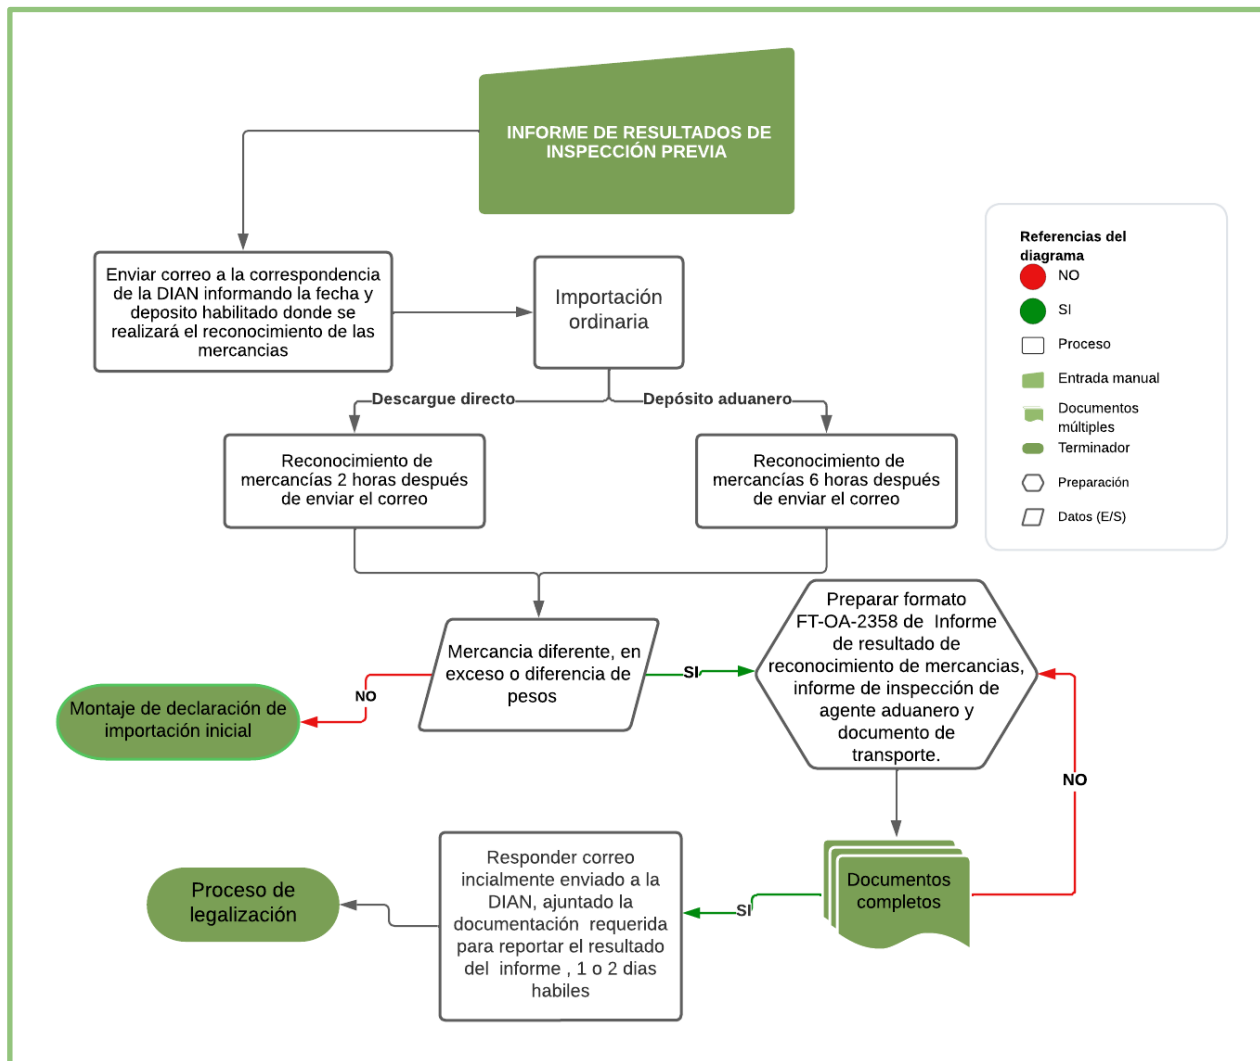 INFORME DE RESULTADOS DE
INSPECCIÓN PREVIA
Enviar correo a la correspondencia
de la DIAN informando la fecha y
deposito habilitado donde se
realizará el reconocimiento de las
mercancias
Importación
ordinaria
Referencias del
diagrama
NO
SI
Proceso
Entrada manual
Documentos
múltiples
Terminador
Preparación
Datos (E/S)
Descargue directo
Depósito aduanero
Reconocimiento de
mercancías 2 horas después
de enviar el correo
Reconocimiento de
mercancías 6 horas después
de enviar el correo
Mercancia diferente, en
exceso o diferencia de
pesos
NO
SI
Montaje de declaración de
importación inicial
Preparar formato
FT-OA-2358 de Informe
de resultado de
reconocimiento de mercancias,
informe de inspección de
agente aduanero y
documento de
transporte.
NO
Documentos
completos
SI
Responder correo
incialmente enviado a la
DIAN, ajuntado la
documentación requerida
para reportar el resultado
del informe , 1 o 2 dias
habiles
Proceso de
legalización